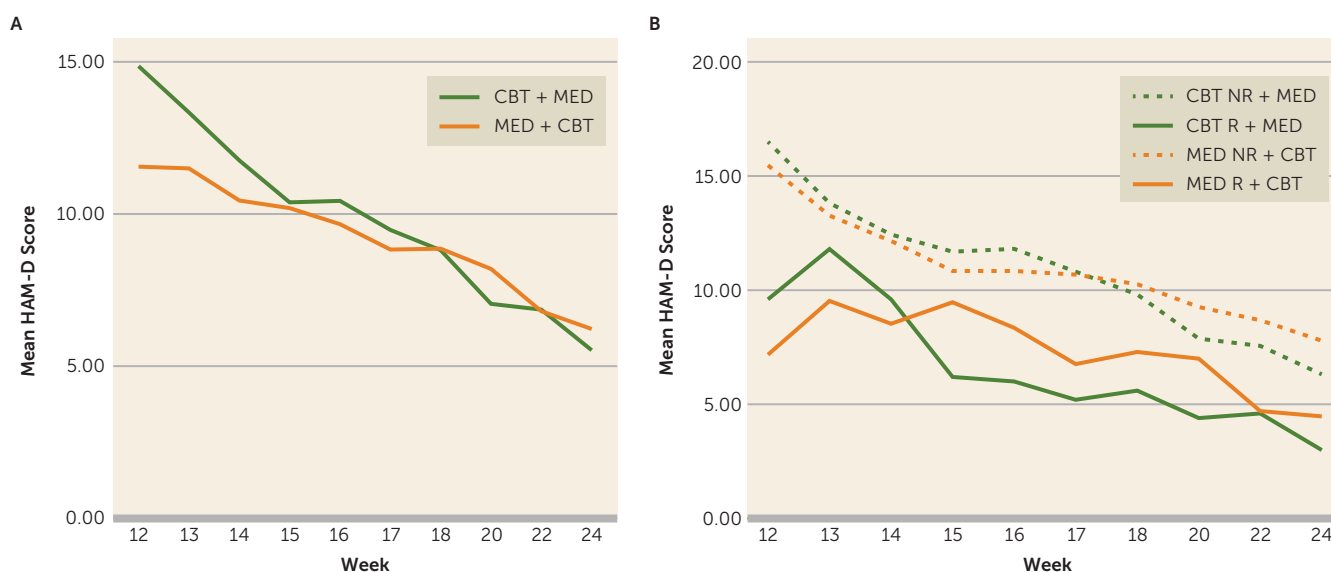 A
Mean HAM-D Score
15.00
10.00
5.00
0.00
CBT + MED
MED + CBT
12 13 14 15 16 17 18 20 22 24
Week
B
Mean HAM-D Score
20.00
15.00
10.00
5.00
0.00
CBT NR + MED
CBT R + MED
MED NR + CBT
MED R + CBT
12 13 14 15 16 17 18 20 22 24
Week